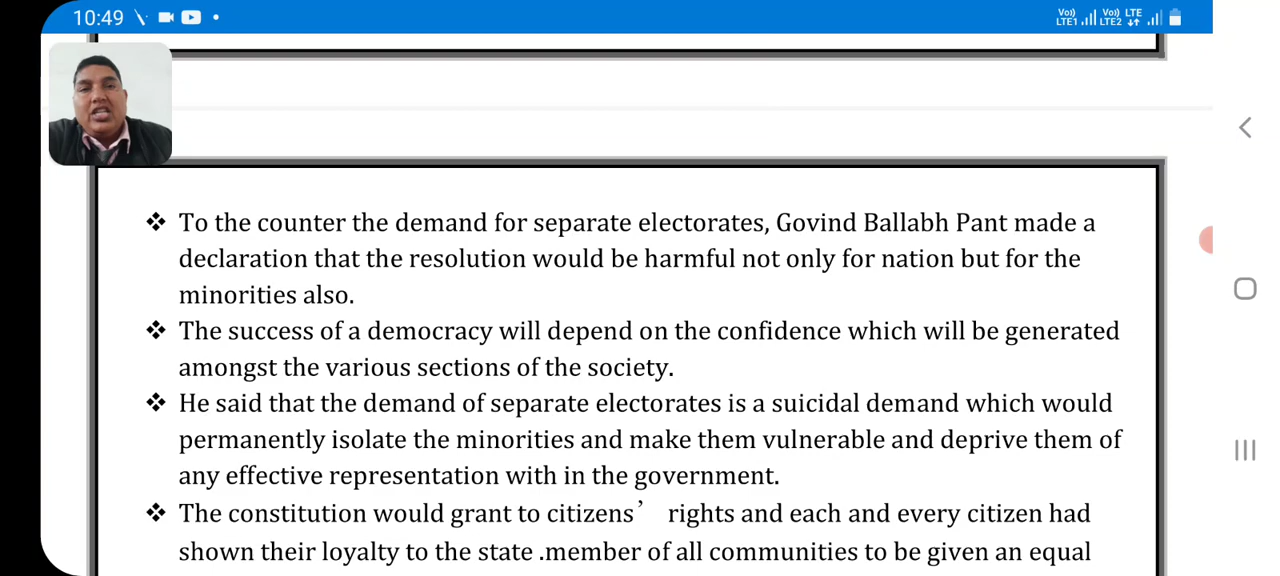 10:49
Vo)) LTE1 Vo)) LTE2 LTE
❖ To the counter the demand for separate electorates, Govind Ballabh Pant made a
declaration that the resolution would be harmful not only for nation but for the
minorities also.
❖ The success of a democracy will depend on the confidence which will be generated
amongst the various sections of the society.
❖ He said that the demand of separate electorates is a suicidal demand which would
permanently isolate the minorities and make them vulnerable and deprive them of
any effective representation with in the government.
❖ The constitution would grant to citizens’ rights and each and every citizen had
shown their loyalty to the state .member of all communities to be given an equal